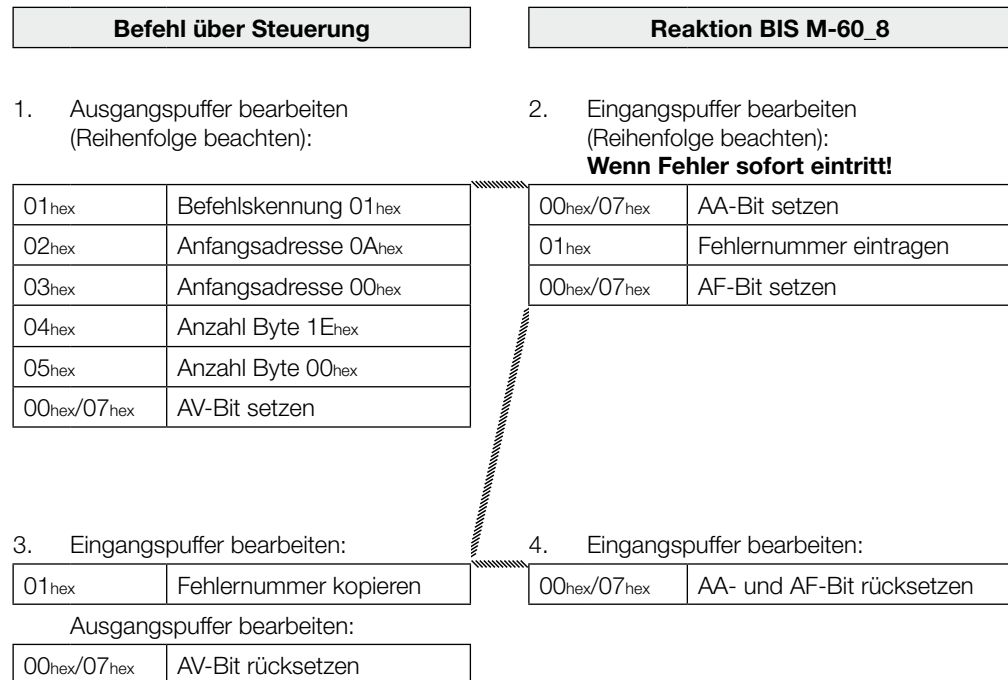 Befehl über Steuerung
Reaktion BIS M-60_8
1. Ausgangspuffer bearbeiten
(Reihenfolge beachten):
01hex Befehlskennung 01hex
02hex Anfangsadresse 0Ahex
03hex Anfangsadresse 00hex
04hex Anzahl Byte 1Ehex
05hex Anzahl Byte 00hex
00hex/07hex AV-Bit setzen
2. Eingangspuffer bearbeiten
(Reihenfolge beachten):
Wenn Fehler sofort eintritt!
00hex/07hex AA-Bit setzen
01hex Fehlernummer eintragen
00hex/07hex AF-Bit setzen
3. Eingangspuffer bearbeiten:
01hex Fehlernummer kopieren
Ausgangspuffer bearbeiten:
00hex/07hex AV-Bit rücksetzen
4. Eingangspuffer bearbeiten:
00hex/07hex AA- und AF-Bit rücksetzen